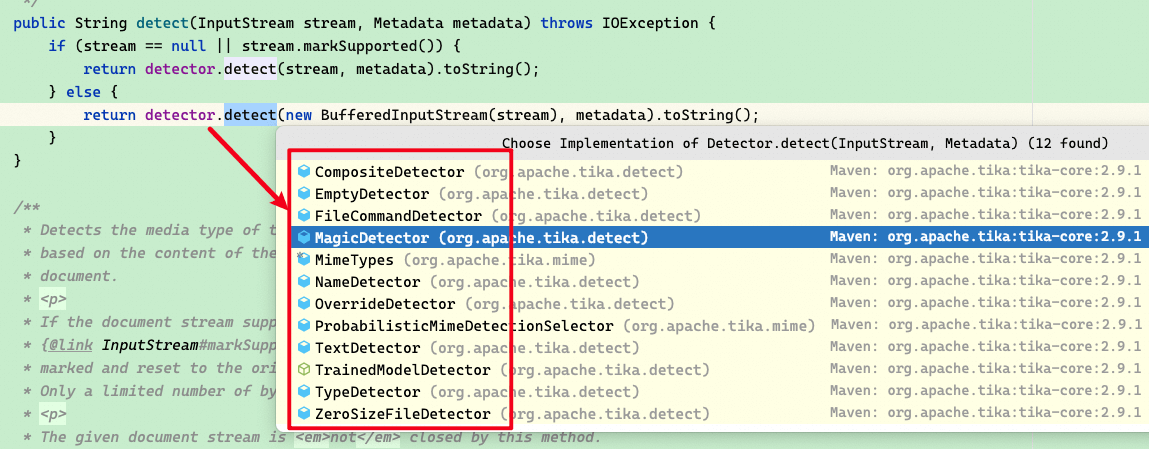 */
public String detect(InputStream stream, Metadata metadata) throws IOException {
if (stream == null || stream.markSupported()) {
return detector.detect(stream, metadata).toString();
} else {
return detector.detect(new BufferedInputStream(stream), metadata).toString();
}
}
Choose Implementation of Detector.detect(InputStream, Metadata) (12 found)
CompositeDetector (org.apache.tika.detect) Maven: org.apache.tika:tika-core:2.9.1
EmptyDetector (org.apache.tika.detect) Maven: org.apache.tika:tika-core:2.9.1
FileCommandDetector (org.apache.tika.detect) Maven: org.apache.tika:tika-core:2.9.1
MagicDetector (org.apache.tika.detect) Maven: org.apache.tika:tika-core:2.9.1
MimeTypes (org.apache.tika.mime) Maven: org.apache.tika:tika-core:2.9.1
NameDetector (org.apache.tika.detect) Maven: org.apache.tika:tika-core:2.9.1
OverrideDetector (org.apache.tika.detect) Maven: org.apache.tika:tika-core:2.9.1
ProbabilisticMimeDetectionSelector (org.apache.tika.mime) Maven: org.apache.tika:tika-core:2.9.1
TextDetector (org.apache.tika.detect) Maven: org.apache.tika:tika-core:2.9.1
TrainedModelDetector (org.apache.tika.detect) Maven: org.apache.tika:tika-core:2.9.1
TypeDetector (org.apache.tika.detect) Maven: org.apache.tika:tika-core:2.9.1
ZeroSizeFileDetector (org.apache.tika.detect) Maven: org.apache.tika:tika-core:2.9.1
/**
* Detects the media type of t
* based on the content of the
* document.
* <p>
* If the document stream supp
* {@link InputStream#markSupp
* marked and reset to the ori
* Only a limited number of by
* <p>
* The given document stream is <em>not</em> closed by this method.